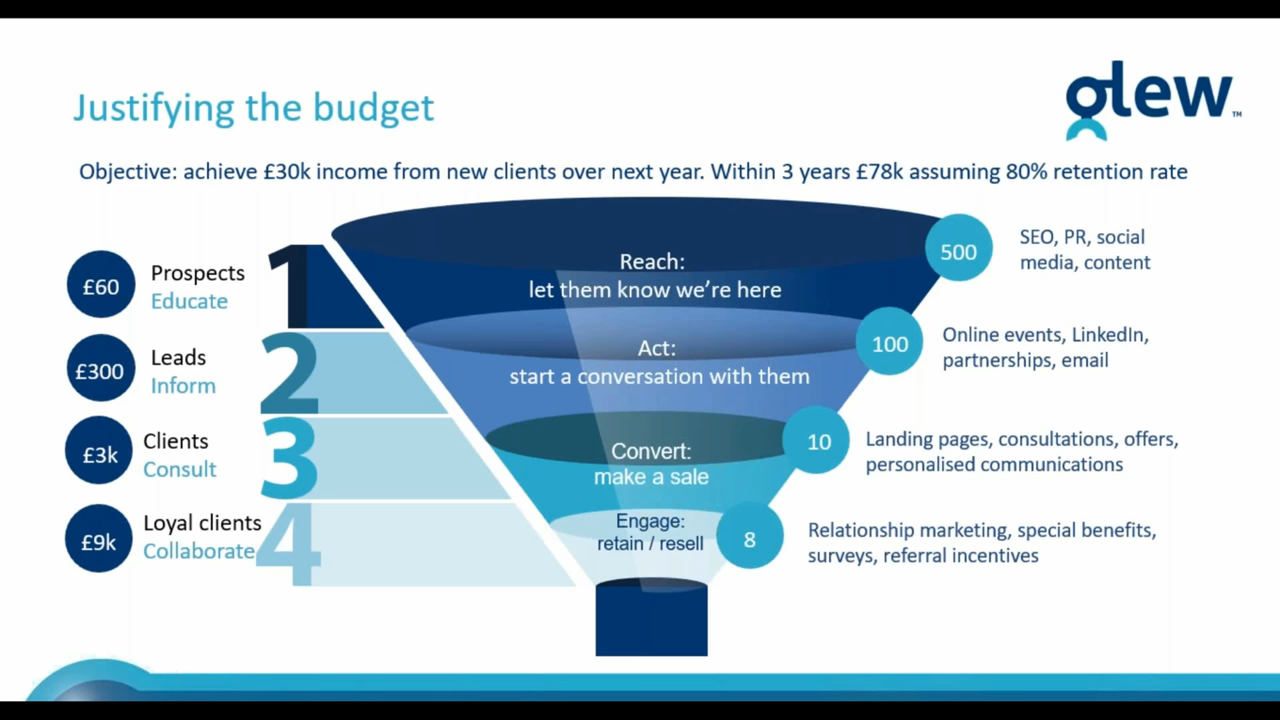 glew™
Justifying the budget
Objective: achieve £30k income from new clients over next year. Within 3 years £78k assuming 80% retention rate
£60
Prospects
Educate
1
Reach:
let them know we're here
500
SEO, PR, social
media, content
£300
Leads
Inform
2
Act:
start a conversation with them
100
Online events, LinkedIn,
partnerships, email
£3k
Clients
Consult
3
Convert:
make a sale
10
Landing pages, consultations, offers,
personalised communications
£9k
Loyal clients
Collaborate
4
Engage:
retain / resell
8
Relationship marketing, special benefits,
surveys, referral incentives